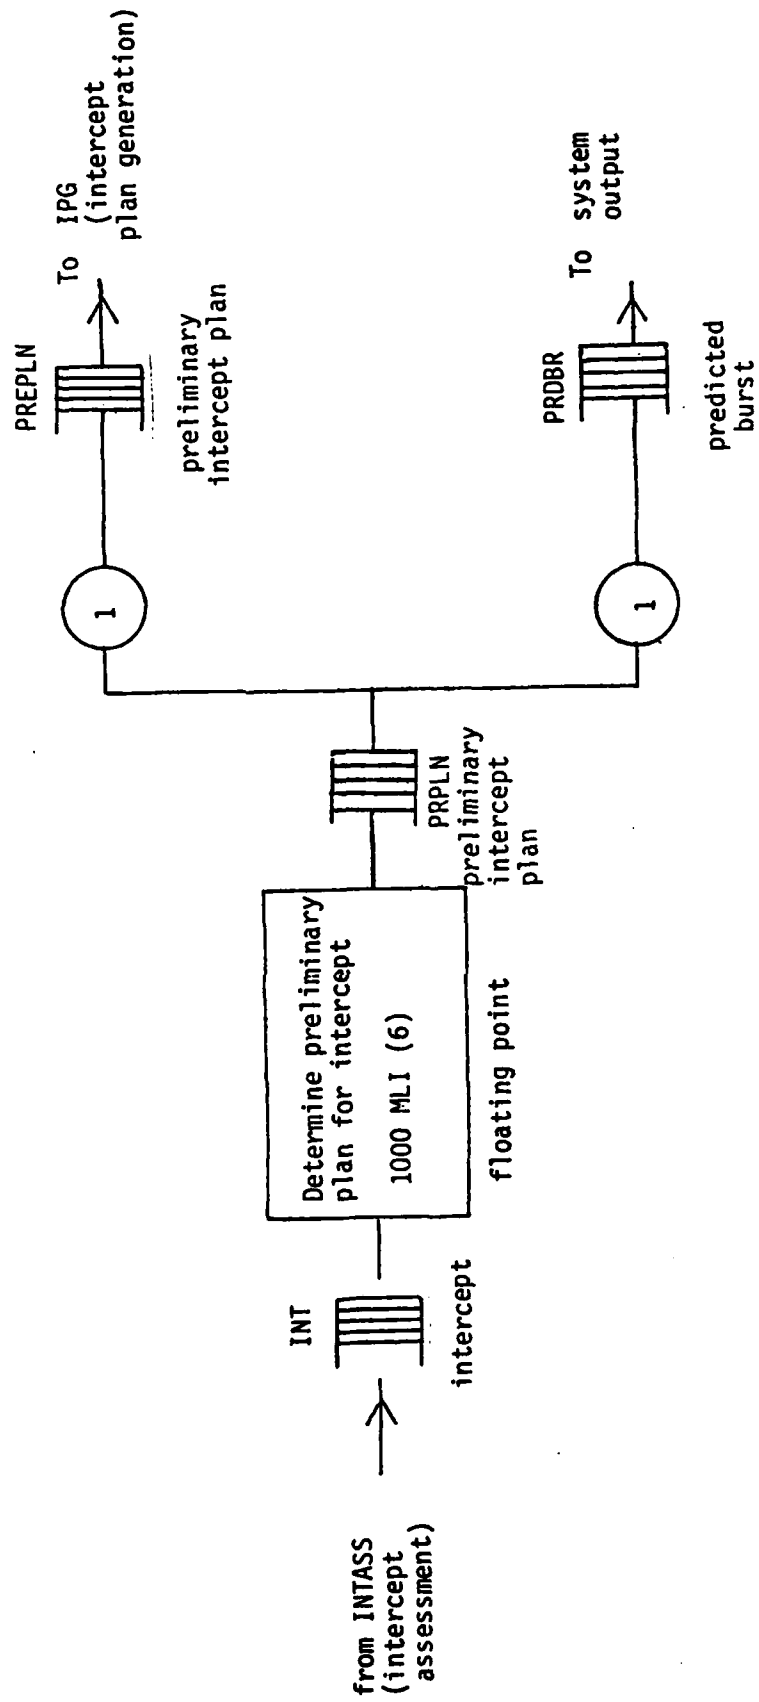 from INTASS
(intercept
assessment)
INT
intercept
Determine preliminary
plan for intercept
1000 MLI (6)
floating point
PRPLN
preliminary
intercept
plan
1
PREPLN
preliminary
intercept plan
To IPG
(intercept
plan generation)
1
PRDBR
predicted
burst
To system
output